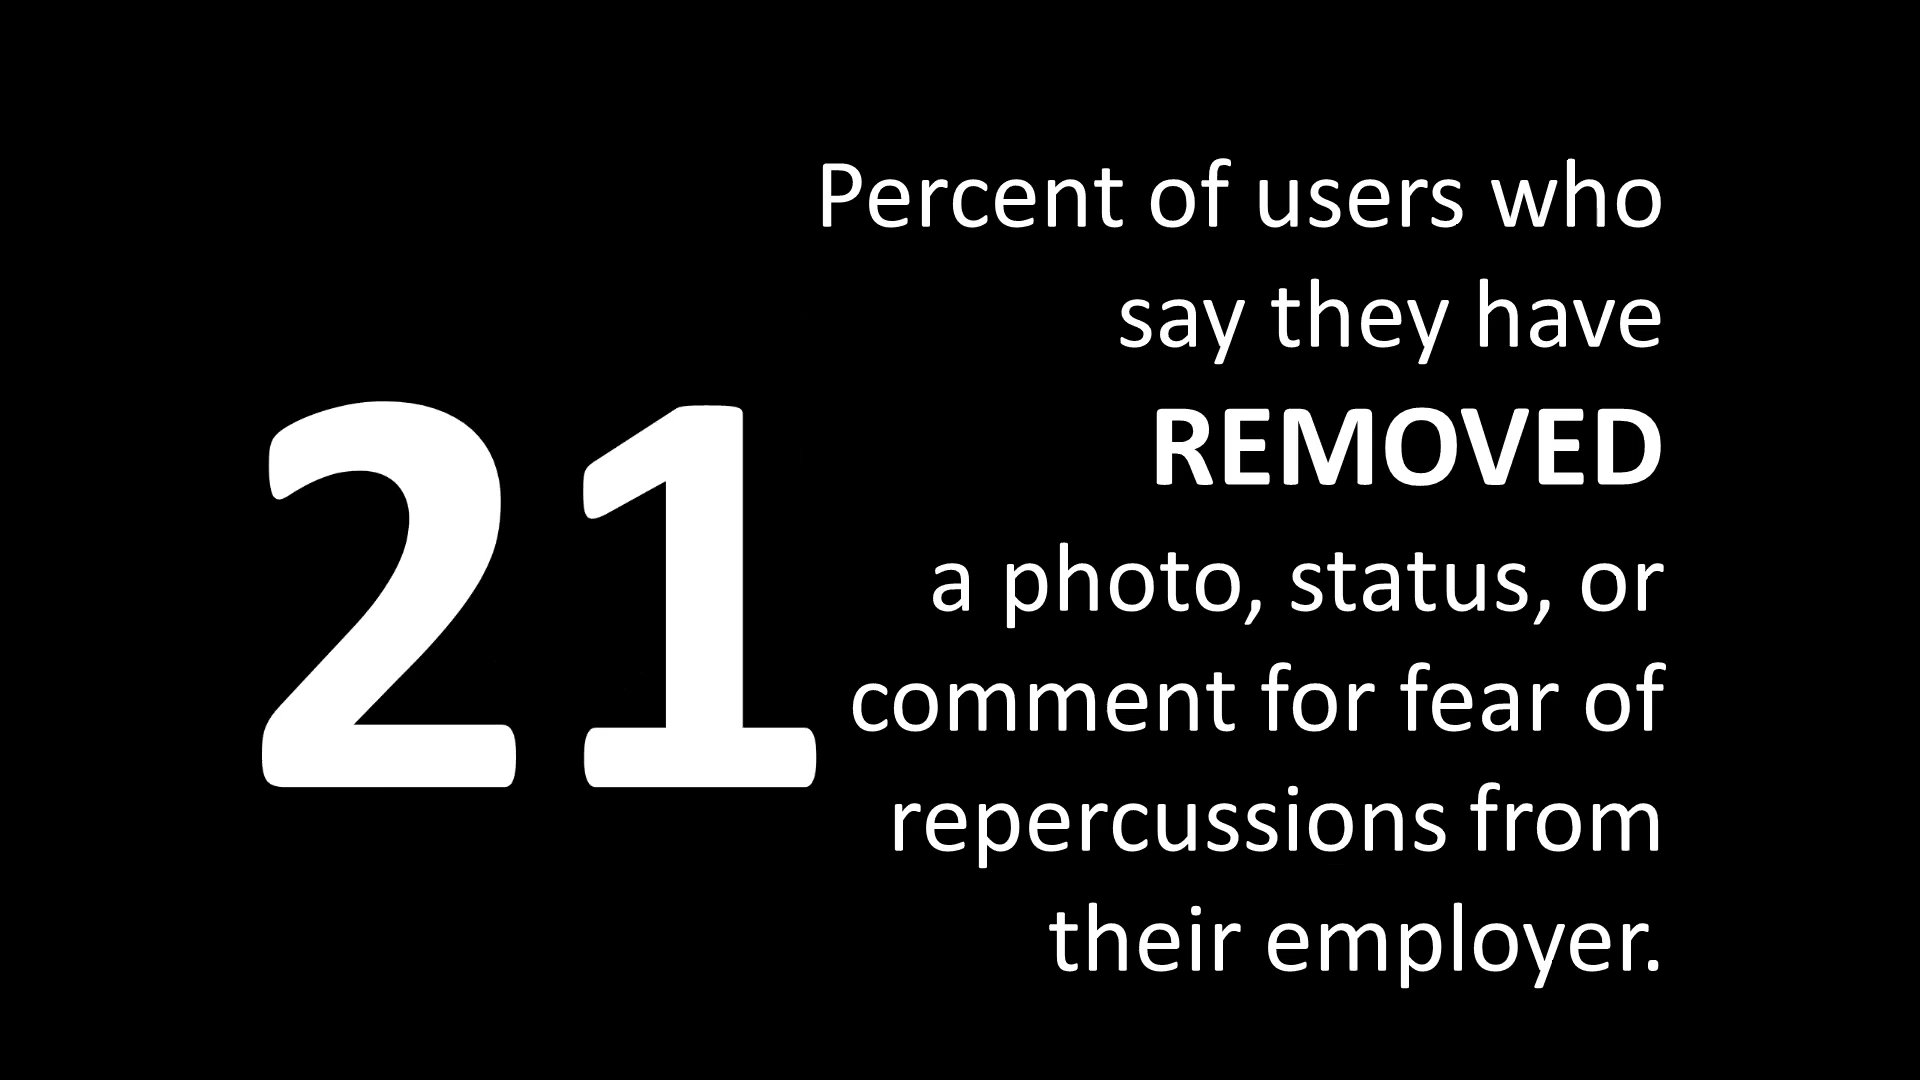 21
Percent of users who
say they have
REMOVED
a photo, status, or
comment for fear of
repercussions from
their employer.